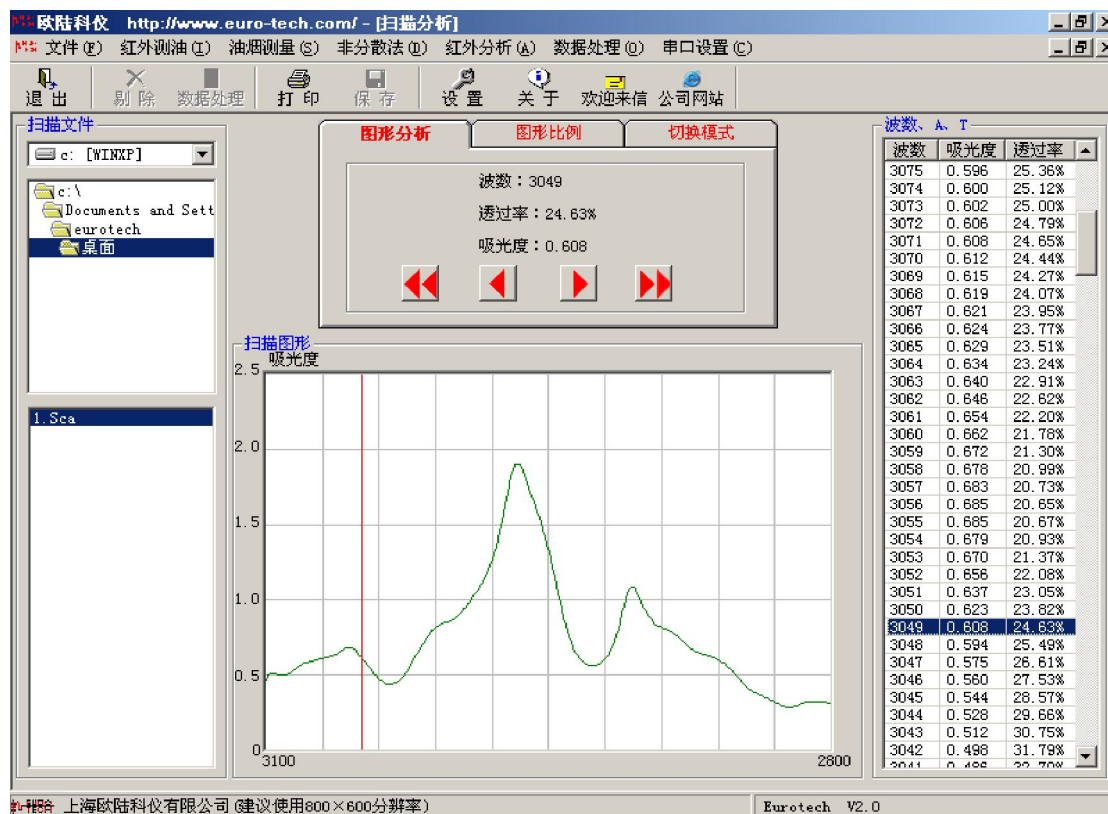 欧陆科仪 http://www.euro-tech.com/ - [扫描分析]
文件(F) 红外测油(I) 油烟测量(S) 非分散法(D) 红外分析(A) 数据处理(O) 串口设置(C)
退出 剔除 数据处理 打印 保存 设置 关于 欢迎来信 公司网站
扫描文件
c: [WINXP]
c:\
Documents and Sett
eurotech
桌面
1.Sca
图形分析 图形比例 切换模式
波数：3049
透过率：24.63%
吸光度：0.608
扫描图形
吸光度
2.5
2.0
1.5
1.0
0.5
0
3100 2800
波数、A、T
波数 吸光度 透过率
3075 0.596 25.36%
3074 0.600 25.12%
3073 0.602 25.00%
3072 0.606 24.79%
3071 0.608 24.65%
3070 0.612 24.44%
3069 0.615 24.27%
3068 0.619 24.07%
3067 0.621 23.95%
3066 0.624 23.77%
3065 0.629 23.51%
3064 0.634 23.24%
3063 0.640 22.91%
3062 0.646 22.62%
3061 0.654 22.20%
3060 0.662 21.78%
3059 0.672 21.30%
3058 0.678 20.99%
3057 0.683 20.73%
3056 0.685 20.65%
3055 0.685 20.67%
3054 0.679 20.93%
3053 0.670 21.37%
3052 0.656 22.08%
3051 0.637 23.05%
3050 0.623 23.82%
3049 0.608 24.63%
3048 0.594 25.49%
3047 0.575 26.61%
3046 0.560 27.53%
3045 0.544 28.57%
3044 0.528 29.66%
3043 0.512 30.75%
3042 0.498 31.79%
上海欧陆科仪有限公司(建议使用800×600分辨率)
Eurotech V2.0